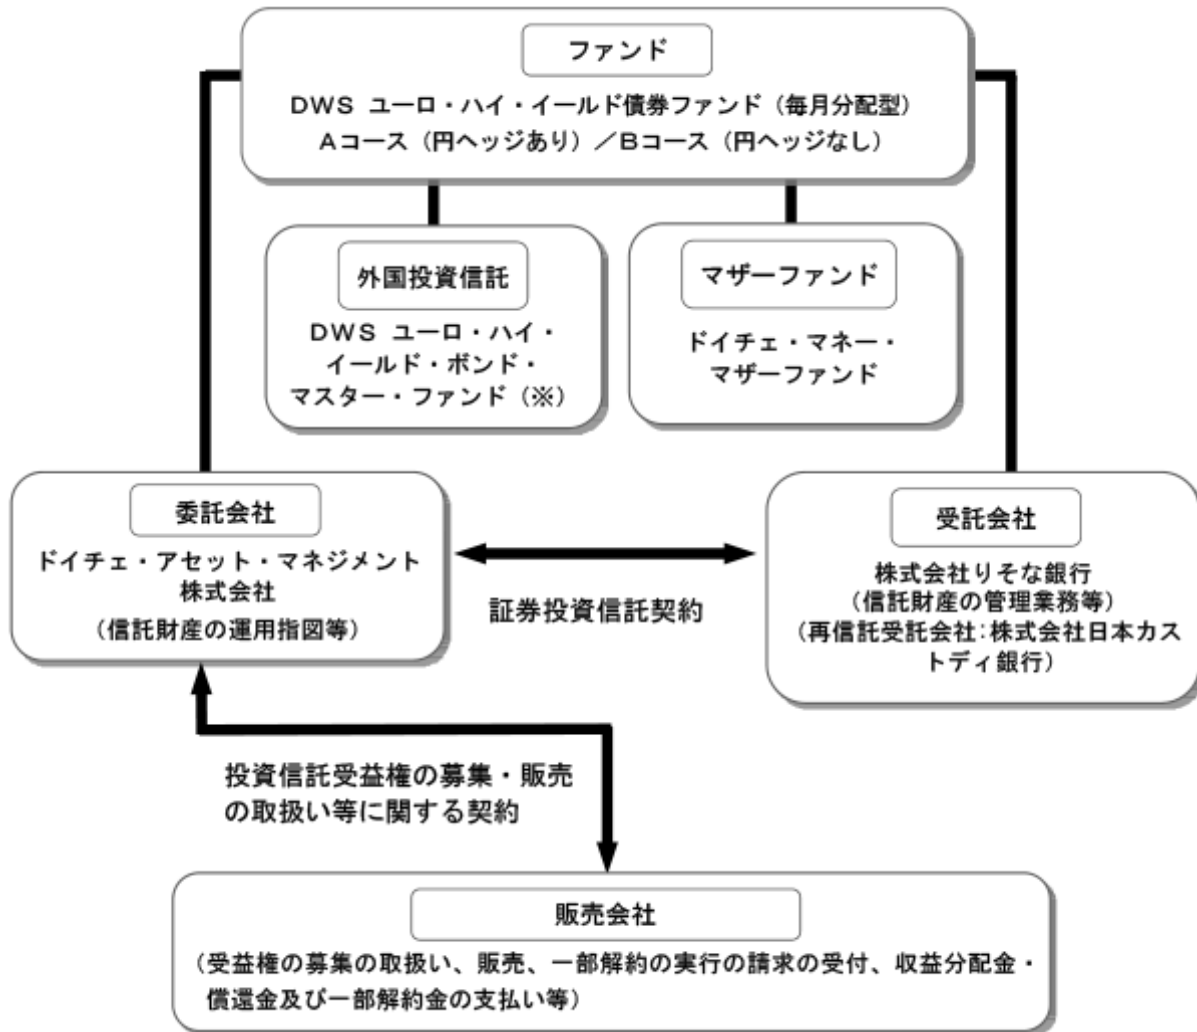 ファンド
DWS ユーロ・ハイ・イールド債券ファンド（毎月分配型）
Aコース（円ヘッジあり）／Bコース（円ヘッジなし）
外国投資信託
DWS ユーロ・ハイ・
イールド・ボンド・
マスター・ファンド（※）
マザーファンド
ドイチェ・マネー・
マザーファンド
委託会社
ドイチェ・アセット・マネジメント
株式会社
（信託財産の運用指図等）
証券投資信託契約
受託会社
株式会社りそな銀行
（信託財産の管理業務等）
（再信託受託会社：株式会社日本カス
トディ銀行）
投資信託受益権の募集・販売
の取扱い等に関する契約
販売会社
（受益権の募集の取扱い、販売、一部解約の実行の請求の受付、収益分配金・
償還金及び一部解約金の支払い等）